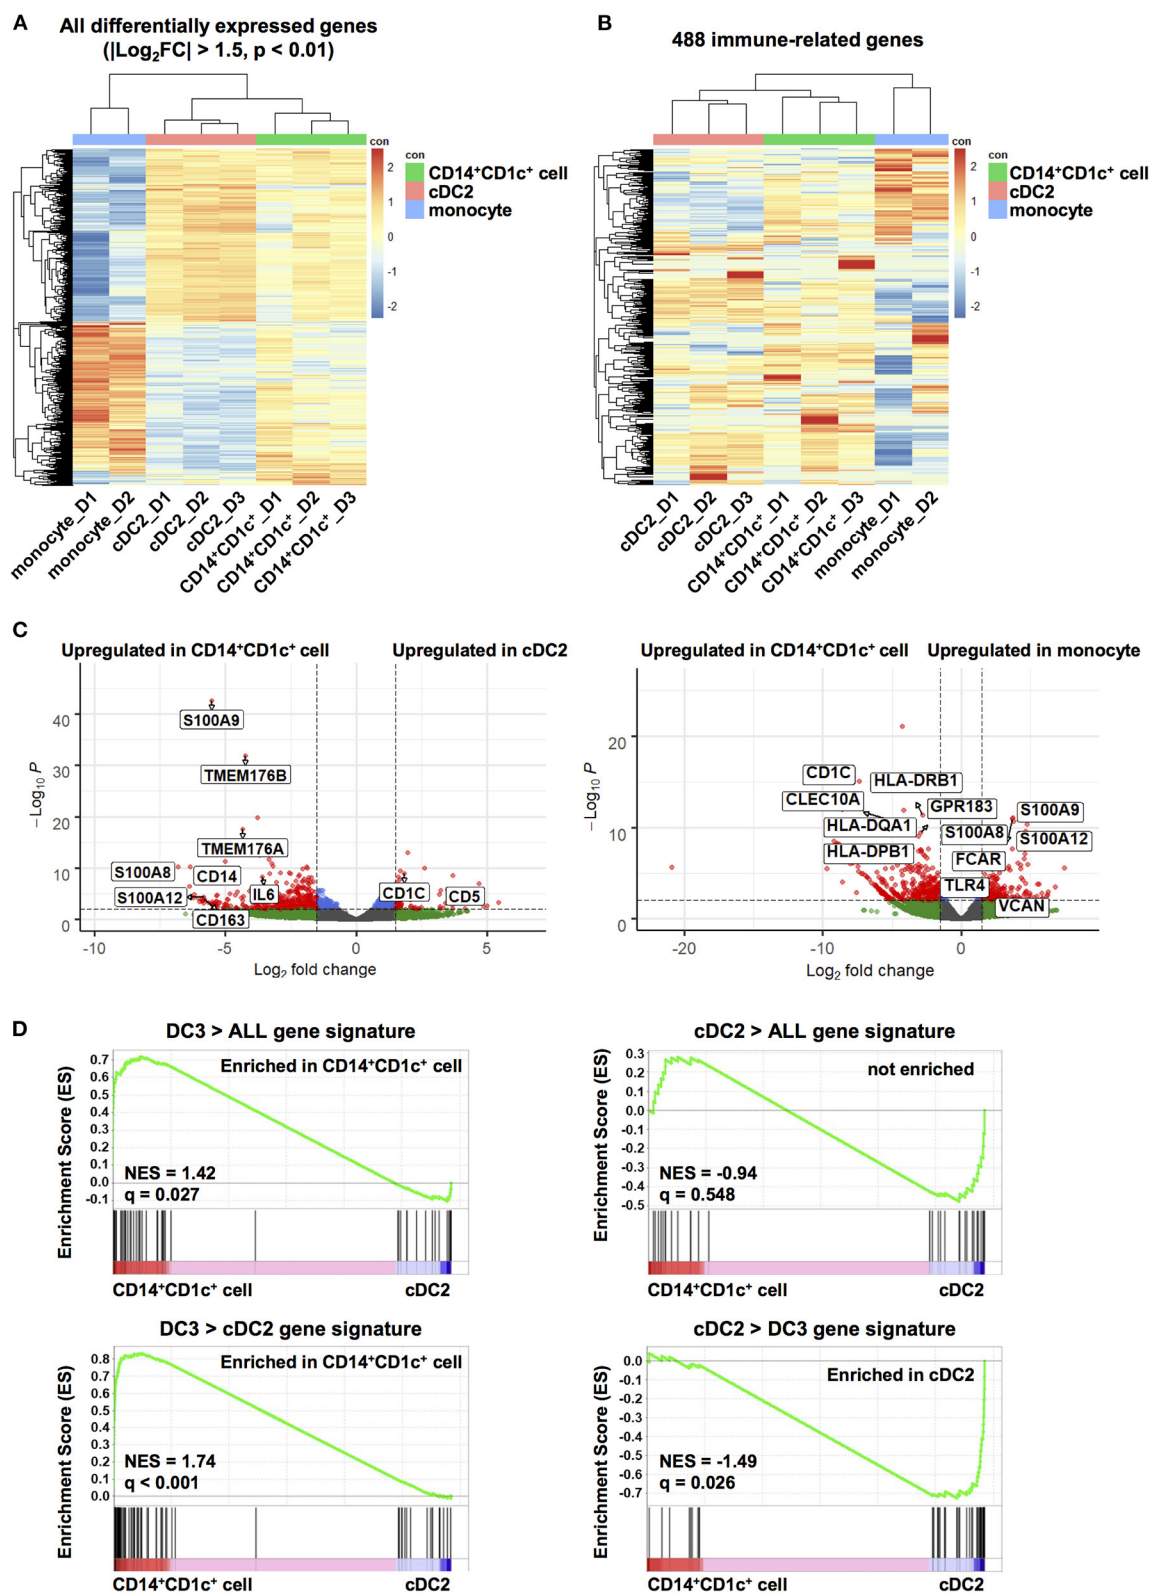 A
All differentially expressed genes
(|Log₂FC| > 1.5, p < 0.01)
con
2
1
0
-1
-2
con
CD14⁺CD1c⁺ cell
cDC2
monocyte
monocyte_D1
monocyte_D2
cDC2_D1
cDC2_D2
cDC2_D3
CD14⁺CD1c⁺_D1
CD14⁺CD1c⁺_D2
CD14⁺CD1c⁺_D3
B
488 immune-related genes
con
2
1
0
-1
-2
con
CD14⁺CD1c⁺ cell
cDC2
monocyte
cDC2_D1
cDC2_D2
cDC2_D3
CD14⁺CD1c⁺_D1
CD14⁺CD1c⁺_D2
CD14⁺CD1c⁺_D3
monocyte_D1
monocyte_D2
C
Upregulated in CD14⁺CD1c⁺ cell
Upregulated in cDC2
−Log₁₀ P
40
30
20
10
0
S100A9
TMEM176B
TMEM176A
S100A8
CD14
S100A12
IL6
CD163
CD1C
CD5
-10
-5
0
5
Log₂ fold change
Upregulated in CD14⁺CD1c⁺ cell
Upregulated in monocyte
−Log₁₀ P
20
10
0
CD1C
HLA-DRB1
CLEC10A
GPR183
S100A9
HLA-DQA1
S100A8
S100A12
HLA-DPB1
FCAR
TLR4
VCAN
-20
-10
0
Log₂ fold change
D
DC3 > ALL gene signature
Enriched in CD14⁺CD1c⁺ cell
Enrichment Score (ES)
0.7
0.6
0.5
0.4
0.3
0.2
0.1
0.0
-0.1
NES = 1.42
q = 0.027
CD14⁺CD1c⁺ cell
cDC2
cDC2 > ALL gene signature
not enriched
Enrichment Score (ES)
0.3
0.2
0.1
0.0
-0.1
-0.2
-0.3
-0.4
-0.5
NES = -0.94
q = 0.548
CD14⁺CD1c⁺ cell
cDC2
DC3 > cDC2 gene signature
Enriched in CD14⁺CD1c⁺ cell
Enrichment Score (ES)
0.8
0.7
0.6
0.5
0.4
0.3
0.2
0.1
0.0
NES = 1.74
q < 0.001
CD14⁺CD1c⁺ cell
cDC2
cDC2 > DC3 gene signature
Enriched in cDC2
Enrichment Score (ES)
0.0
-0.1
-0.2
-0.3
-0.4
-0.5
-0.6
-0.7
NES = -1.49
q = 0.026
CD14⁺CD1c⁺ cell
cDC2